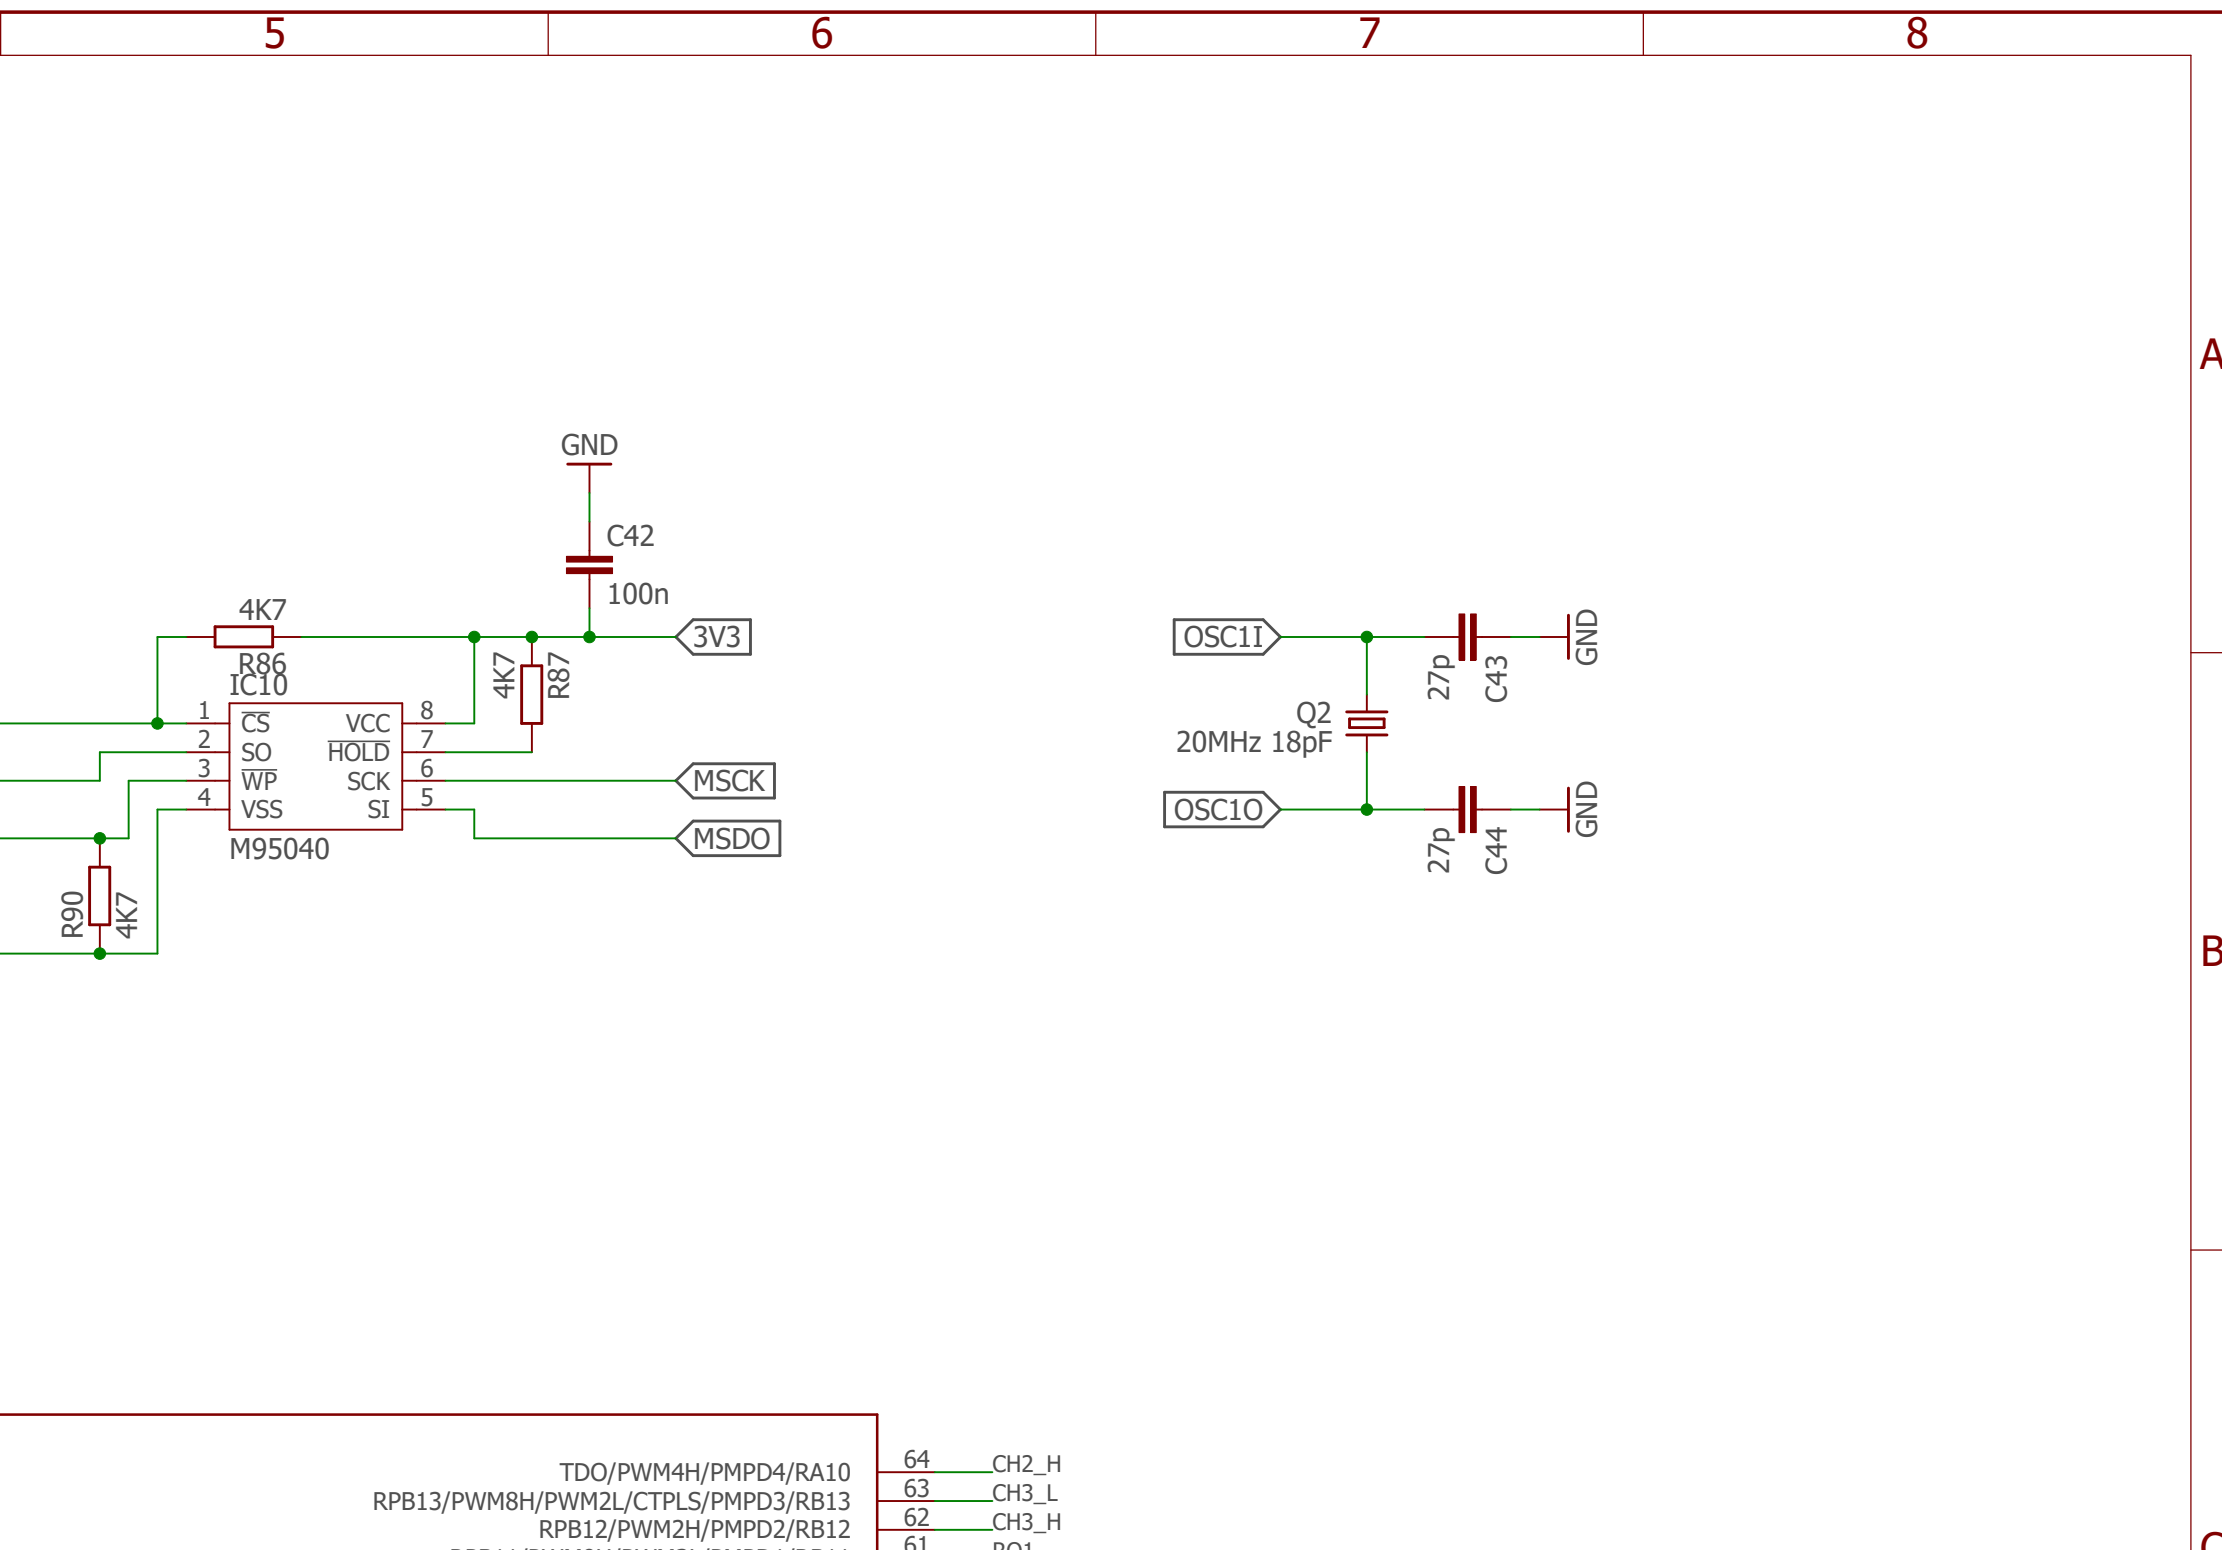 5 6 7 8
A
GND
C42
100n
4K7
R86
3V3
4K7
R87
IC10
1 CS VCC 8
2 SO HOLD 7
3 WP SCK 6
4 VSS SI 5
M95040
MSCK
MSDO
R90
4K7
OSC1I
27p
C43
GND
Q2
20MHz 18pF
OSC1O
27p
C44
GND
B
TDO/PWM4H/PMPD4/RA10 64 CH2_H
RPB13/PWM8H/PWM2L/CTPLS/PMPD3/RB13 63 CH3_L
RPB12/PWM2H/PMPD2/RB12 62 CH3_H
61
C